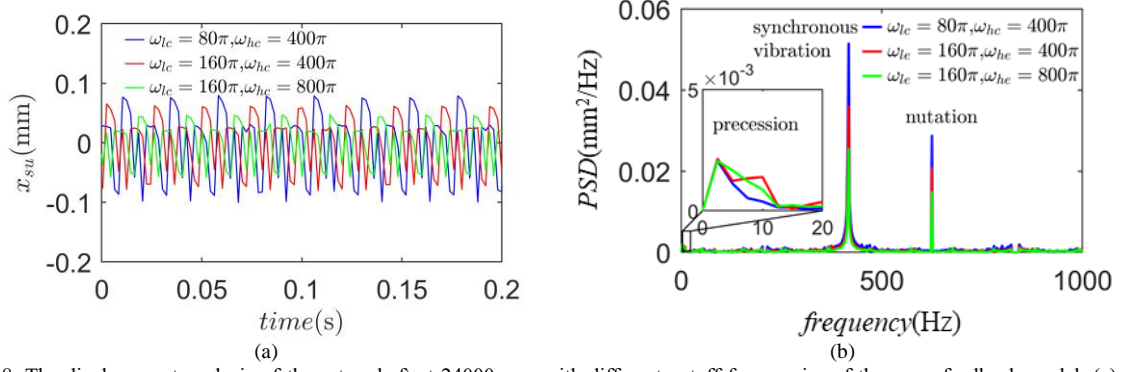 0.2
0.1
0
-0.1
-0.2
x_su(mm)
ω_lc = 80π,ω_hc = 400π
ω_lc = 160π,ω_hc = 400π
ω_lc = 160π,ω_hc = 800π
0 0.05 0.1 0.15 0.2
time(s)
(a)
0.06
0.04
0.02
0
PSD(mm²/Hz)
synchronous
vibration
ω_lc = 80π,ω_hc = 400π
ω_le = 160π,ω_he = 400π
ω_le = 160π,ω_he = 800π
×10⁻³
5
precession
0
0 10 20
nutation
0 500 1000
frequency(Hz)
(b)